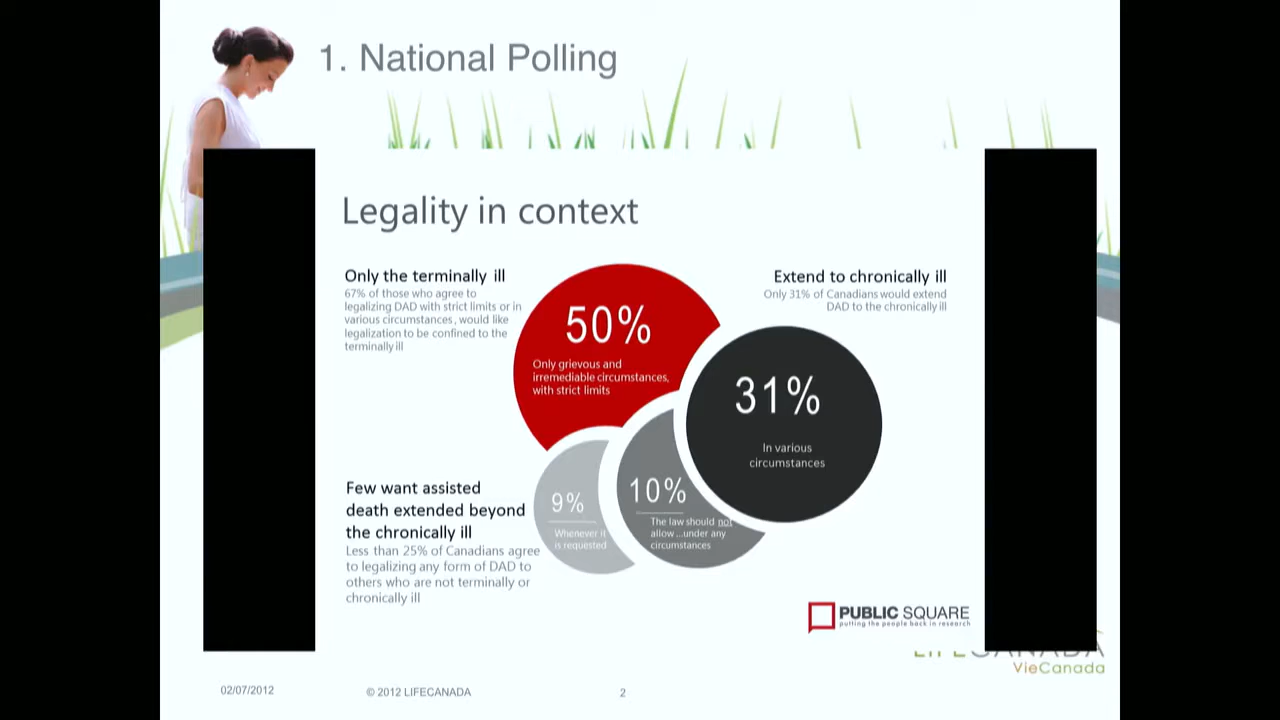 1. National Polling
Legality in context
Only the terminally ill
67% of those who agree to
legalizing DAD with strict limits or in
various circumstances, would like
legalization to be confined to the
terminally ill
50%
Only grievous and
irremediable circumstances,
with strict limits
Extend to chronically ill
Only 31% of Canadians would extend
DAD to the chronically ill
31%
In various
circumstances
Few want assisted
death extended beyond
the chronically ill
Less than 25% of Canadians agree
to legalizing any form of DAD to
others who are not terminally or
chronically ill
9%
Whenever it
is requested
10%
The law should not
allow ...under any
circumstances
PUBLIC SQUARE
putting the people back in research
LIFECANADA
VieCanada
02/07/2012
© 2012 LIFECANADA
2